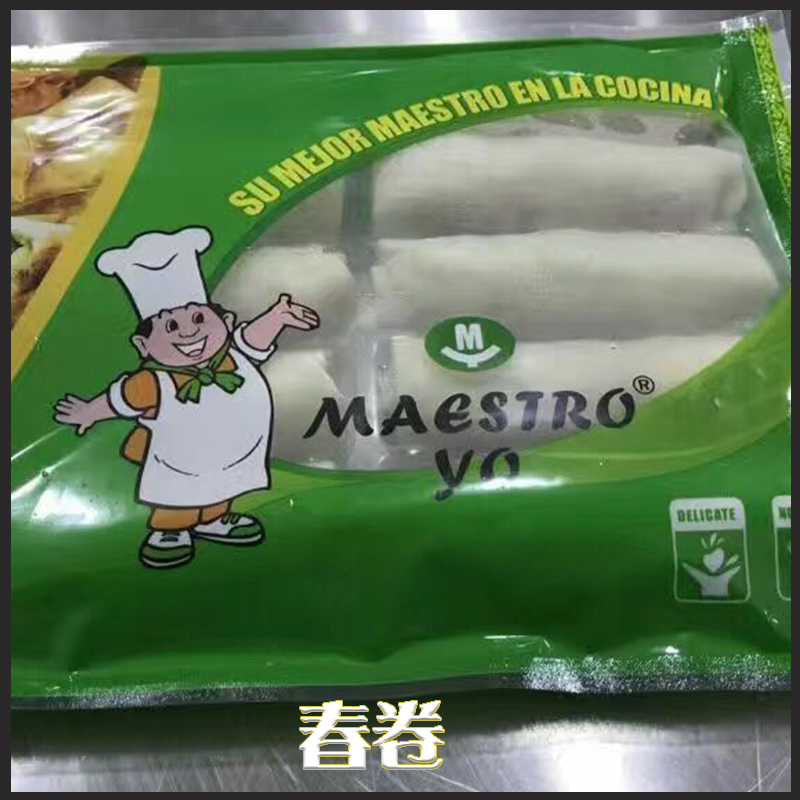 SU MEJOR MAESTRO EN LA COCINA
M
MAESTRO®
YO
DELICATE
春卷